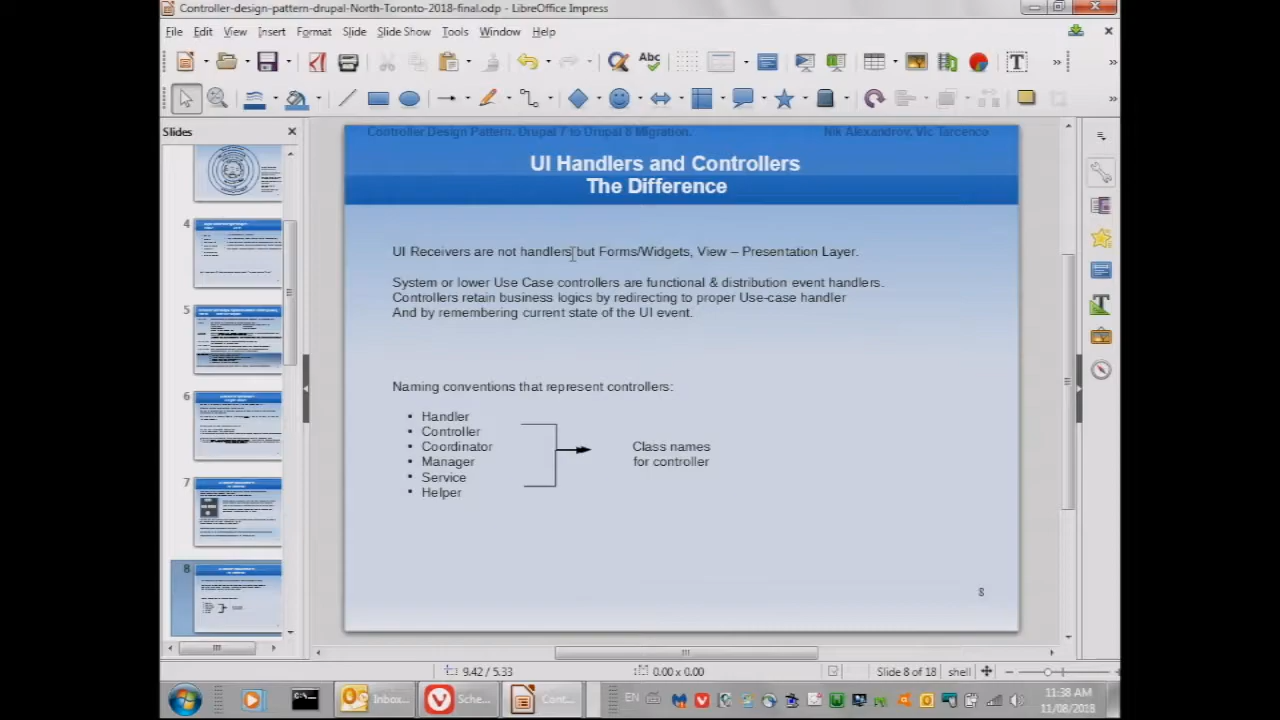 Controller-design-pattern-drupal-North-Toronto-2018-final.odp - LibreOffice Impress
File Edit View Insert Format Slide Slide Show Tools Window Help
Abc
T
Slides
4
5
6
7
8
Controller Design Pattern. Drupal 7 to Drupal 8 Migration. Nik Alexandrov, Vic Tarcenco
UI Handlers and Controllers
The Difference
UI Receivers are not handlers but Forms/Widgets, View – Presentation Layer.
System or lower Use Case controllers are functional & distribution event handlers.
Controllers retain business logics by redirecting to proper Use-case handler
And by remembering current state of the UI event.
Naming conventions that represent controllers:
▪ Handler
▪ Controller
▪ Coordinator
▪ Manager
▪ Service
▪ Helper
Class names
for controller
8
9.42 / 5.33 0.00 x 0.00 Slide 8 of 18 shell
Inbox... Sche... Cont... EN
11:38 AM
11/08/2018